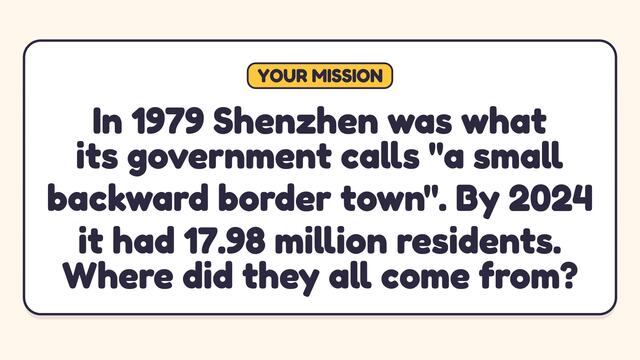 YOUR MISSION
In 1979 Shenzhen was what
its government calls "a small
backward border town". By 2024
it had 17.98 million residents.
Where did they all come from?